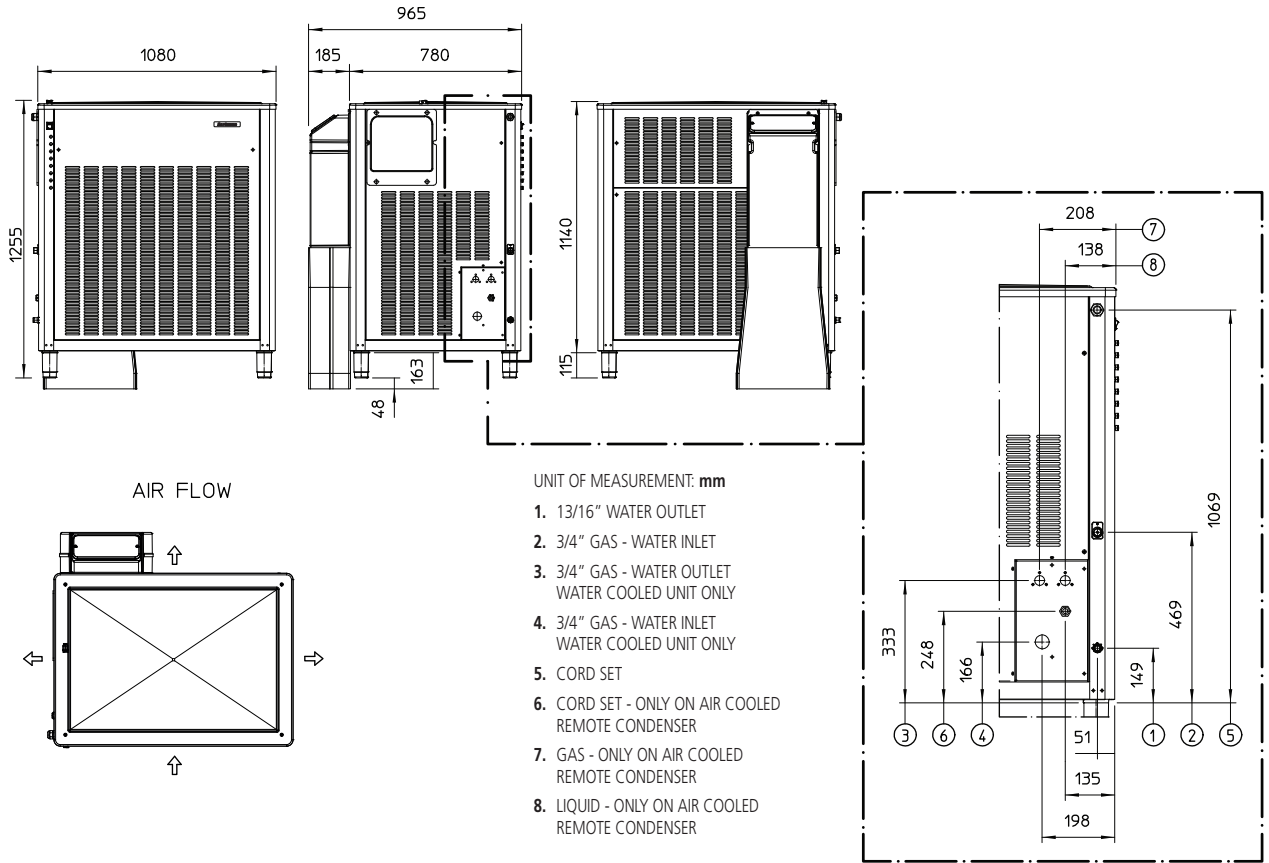 965
1080
185
780
1255
1140
115
163
48
208
7
138
8
1069
469
333
248
166
149
3
6
4
51
1
2
5
135
198
AIR FLOW
UNIT OF MEASUREMENT: mm
1. 13/16” WATER OUTLET
2. 3/4” GAS - WATER INLET
3. 3/4” GAS - WATER OUTLET
WATER COOLED UNIT ONLY
4. 3/4” GAS - WATER INLET
WATER COOLED UNIT ONLY
5. CORD SET
6. CORD SET - ONLY ON AIR COOLED
REMOTE CONDENSER
7. GAS - ONLY ON AIR COOLED
REMOTE CONDENSER
8. LIQUID - ONLY ON AIR COOLED
REMOTE CONDENSER